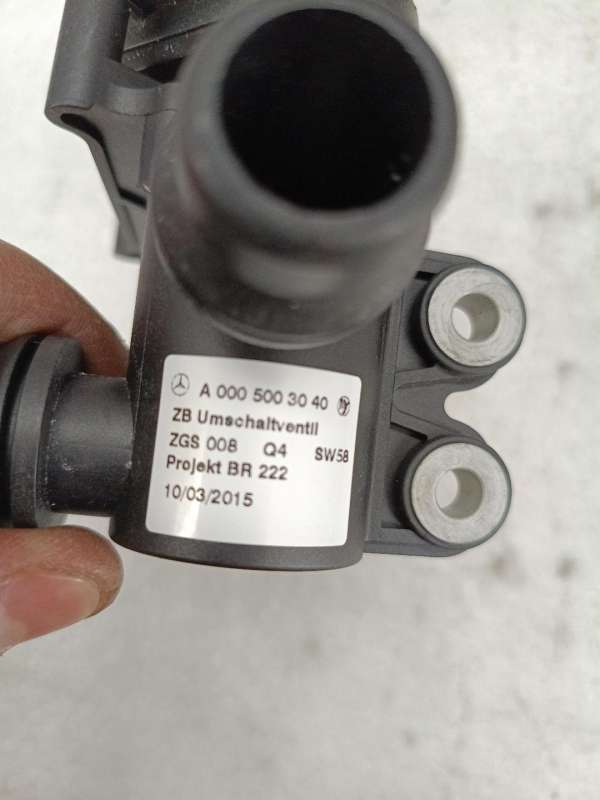 A 000 500 30 40
ZB Umschaltventil
ZGS 008 Q4 SW58
Projekt BR 222
10/03/2015